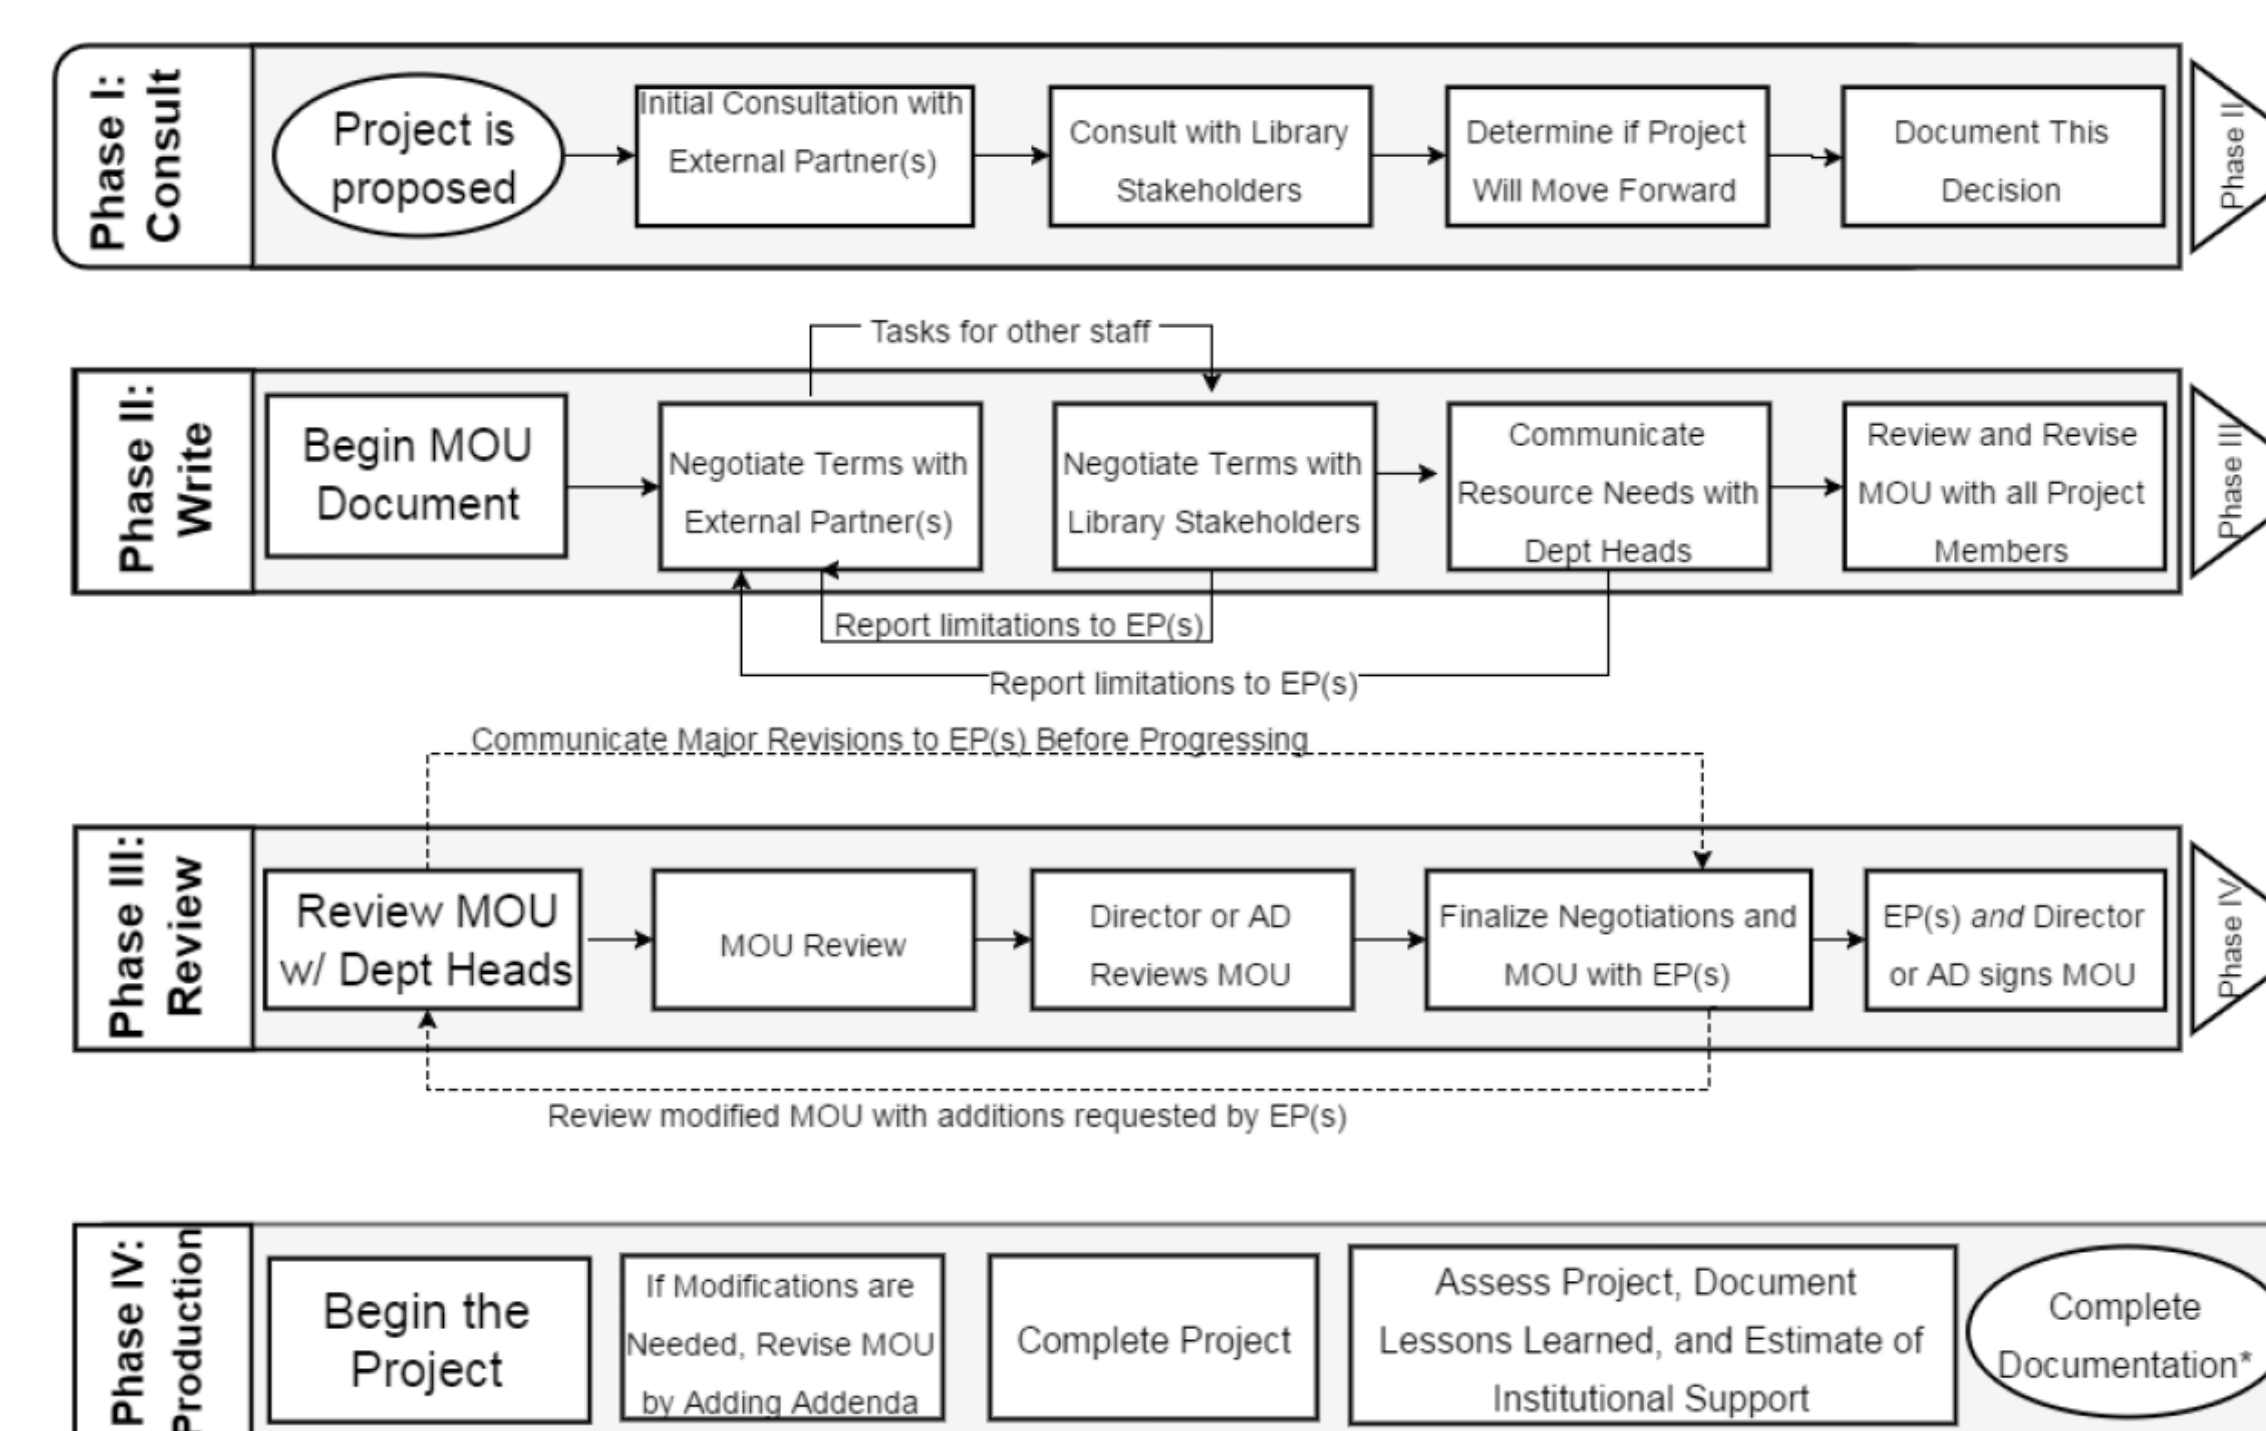 Phase I:
Consult
Project is
proposed
Initial Consultation with
External Partner(s)
Consult with Library
Stakeholders
Determine if Project
Will Move Forward
Document This
Decision
Phase II
Tasks for other staff
Phase II:
Write
Begin MOU
Document
Negotiate Terms with
External Partner(s)
Negotiate Terms with
Library Stakeholders
Communicate
Resource Needs with
Dept Heads
Review and Revise
MOU with all Project
Members
Phase III
Report limitations to EP(s)
Report limitations to EP(s)
Communicate Major Revisions to EP(s) Before Progressing
Phase III:
Review
Review MOU
w/ Dept Heads
MOU Review
Director or AD
Reviews MOU
Finalize Negotiations and
MOU with EP(s)
EP(s) and Director
or AD signs MOU
Phase IV
Review modified MOU with additions requested by EP(s)
Phase IV:
Production
Begin the
Project
If Modifications are
Needed, Revise MOU
by Adding Addenda
Complete Project
Assess Project, Document
Lessons Learned, and Estimate of
Institutional Support
Complete
Documentation*